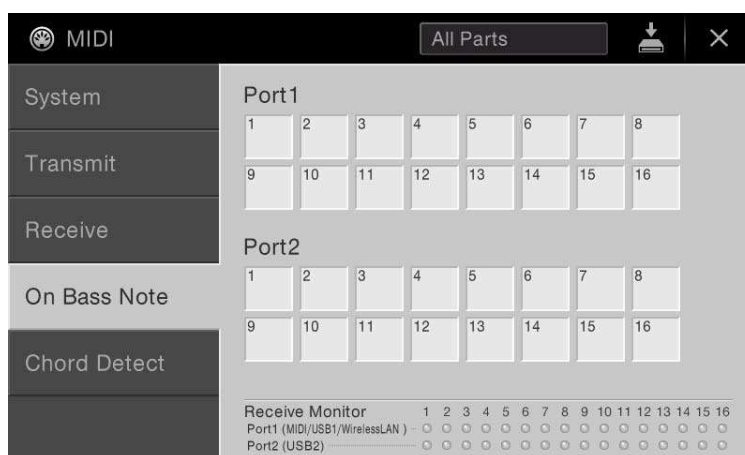 MIDI
All Parts
System
Transmit
Receive
On Bass Note
Chord Detect
Port1
1 2 3 4 5 6 7 8
9 10 11 12 13 14 15 16
Port2
1 2 3 4 5 6 7 8
9 10 11 12 13 14 15 16
Receive Monitor 1 2 3 4 5 6 7 8 9 10 11 12 13 14 15 16
Port1 (MIDI/USB1/WirelessLAN )
Port2 (USB2)